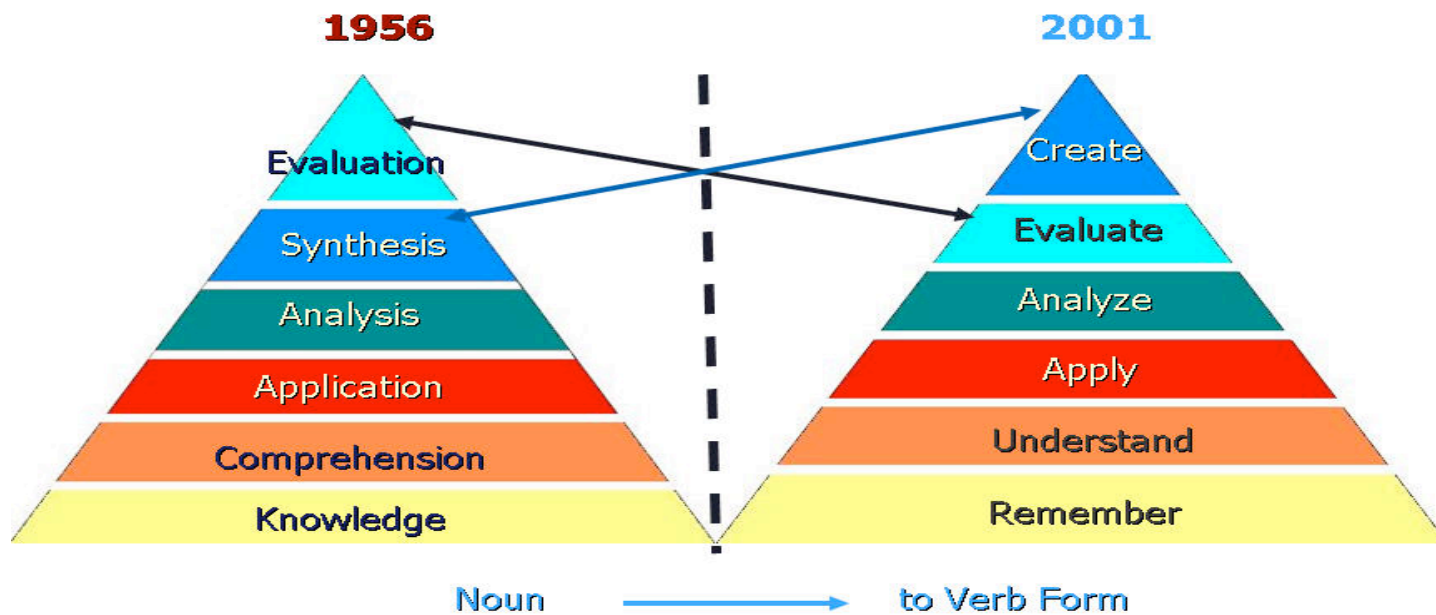 1956
Evaluation
Synthesis
Analysis
Application
Comprehension
Knowledge
2001
Create
Evaluate
Analyze
Apply
Understand
Remember
Noun to Verb Form